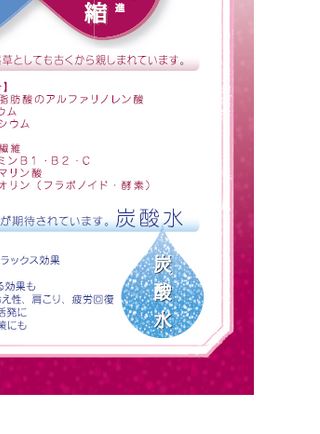 縮
進
草としても古くから親しまれています。
】
脂肪酸のアルファリノレン酸
ウム
シウム
繊維
ミンB1・B2・C
マリン酸
オリン（フラボノイド・酵素）
が期待されています。炭酸水
ラックス効果
る効果も
え性、肩こり、疲労回復
活発に
策にも
炭酸水